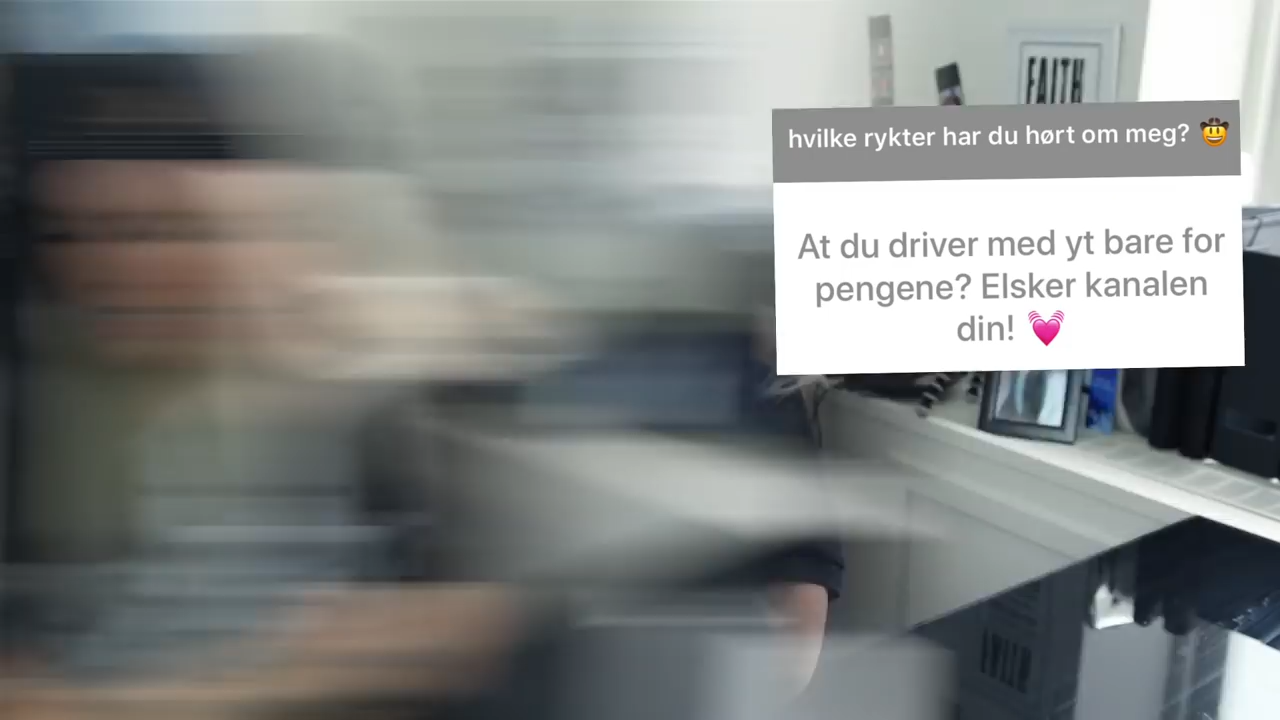 FAITH
hvilke rykter har du hørt om meg? 🤠
At du driver med yt bare for
pengene? Elsker kanalen
din! 💓
FAITH